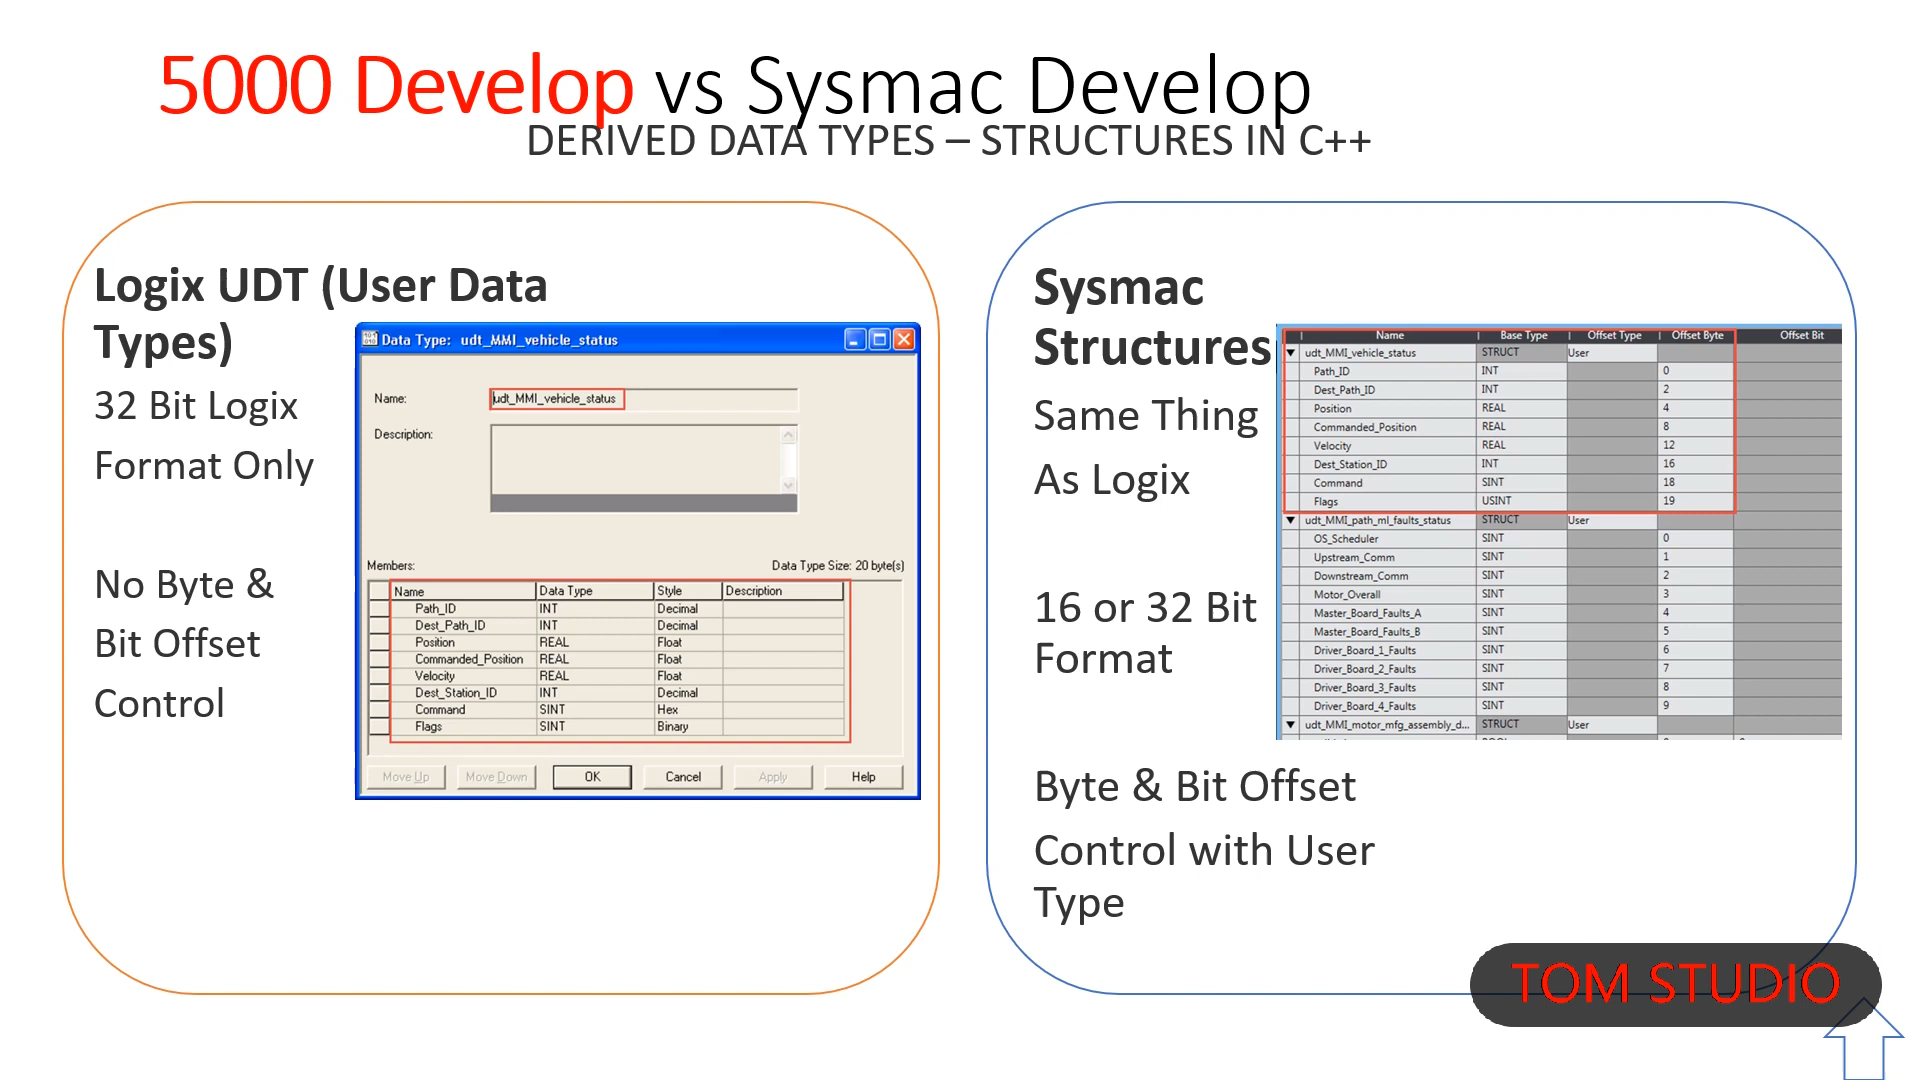 5000 Develop vs Sysmac Develop
DERIVED DATA TYPES – STRUCTURES IN C++
Logix UDT (User Data
Types)
32 Bit Logix
Format Only
No Byte &
Bit Offset
Control
Data Type: udt_MMI_vehicle_status
Name: udt_MMI_vehicle_status
Description:
Members: Data Type Size: 20 byte(s)
Name Data Type Style Description
Path_ID INT Decimal
Dest_Path_ID INT Decimal
Position REAL Float
Commanded_Position REAL Float
Velocity REAL Float
Dest_Station_ID INT Decimal
Command SINT Hex
Flags SINT Binary
Move Up Move Down OK Cancel Apply Help
Sysmac
Structures
Same Thing
As Logix
16 or 32 Bit
Format
Byte & Bit Offset
Control with User
Type
Name Base Type Offset Type Offset Byte Offset Bit
udt_MMI_vehicle_status STRUCT User
Path_ID INT 0
Dest_Path_ID INT 2
Position REAL 4
Commanded_Position REAL 8
Velocity REAL 12
Dest_Station_ID INT 16
Command SINT 18
Flags USINT 19
udt_MMI_path_ml_faults_status STRUCT User
OS_Scheduler SINT 0
Upstream_Comm SINT 1
Downstream_Comm SINT 2
Motor_Overall SINT 3
Master_Board_Faults_A SINT 4
Master_Board_Faults_B SINT 5
Driver_Board_1_Faults SINT 6
Driver_Board_2_Faults SINT 7
Driver_Board_3_Faults SINT 8
Driver_Board_4_Faults SINT 9
udt_MMI_motor_mfg_assembly_d... STRUCT User
TOM STUDIO